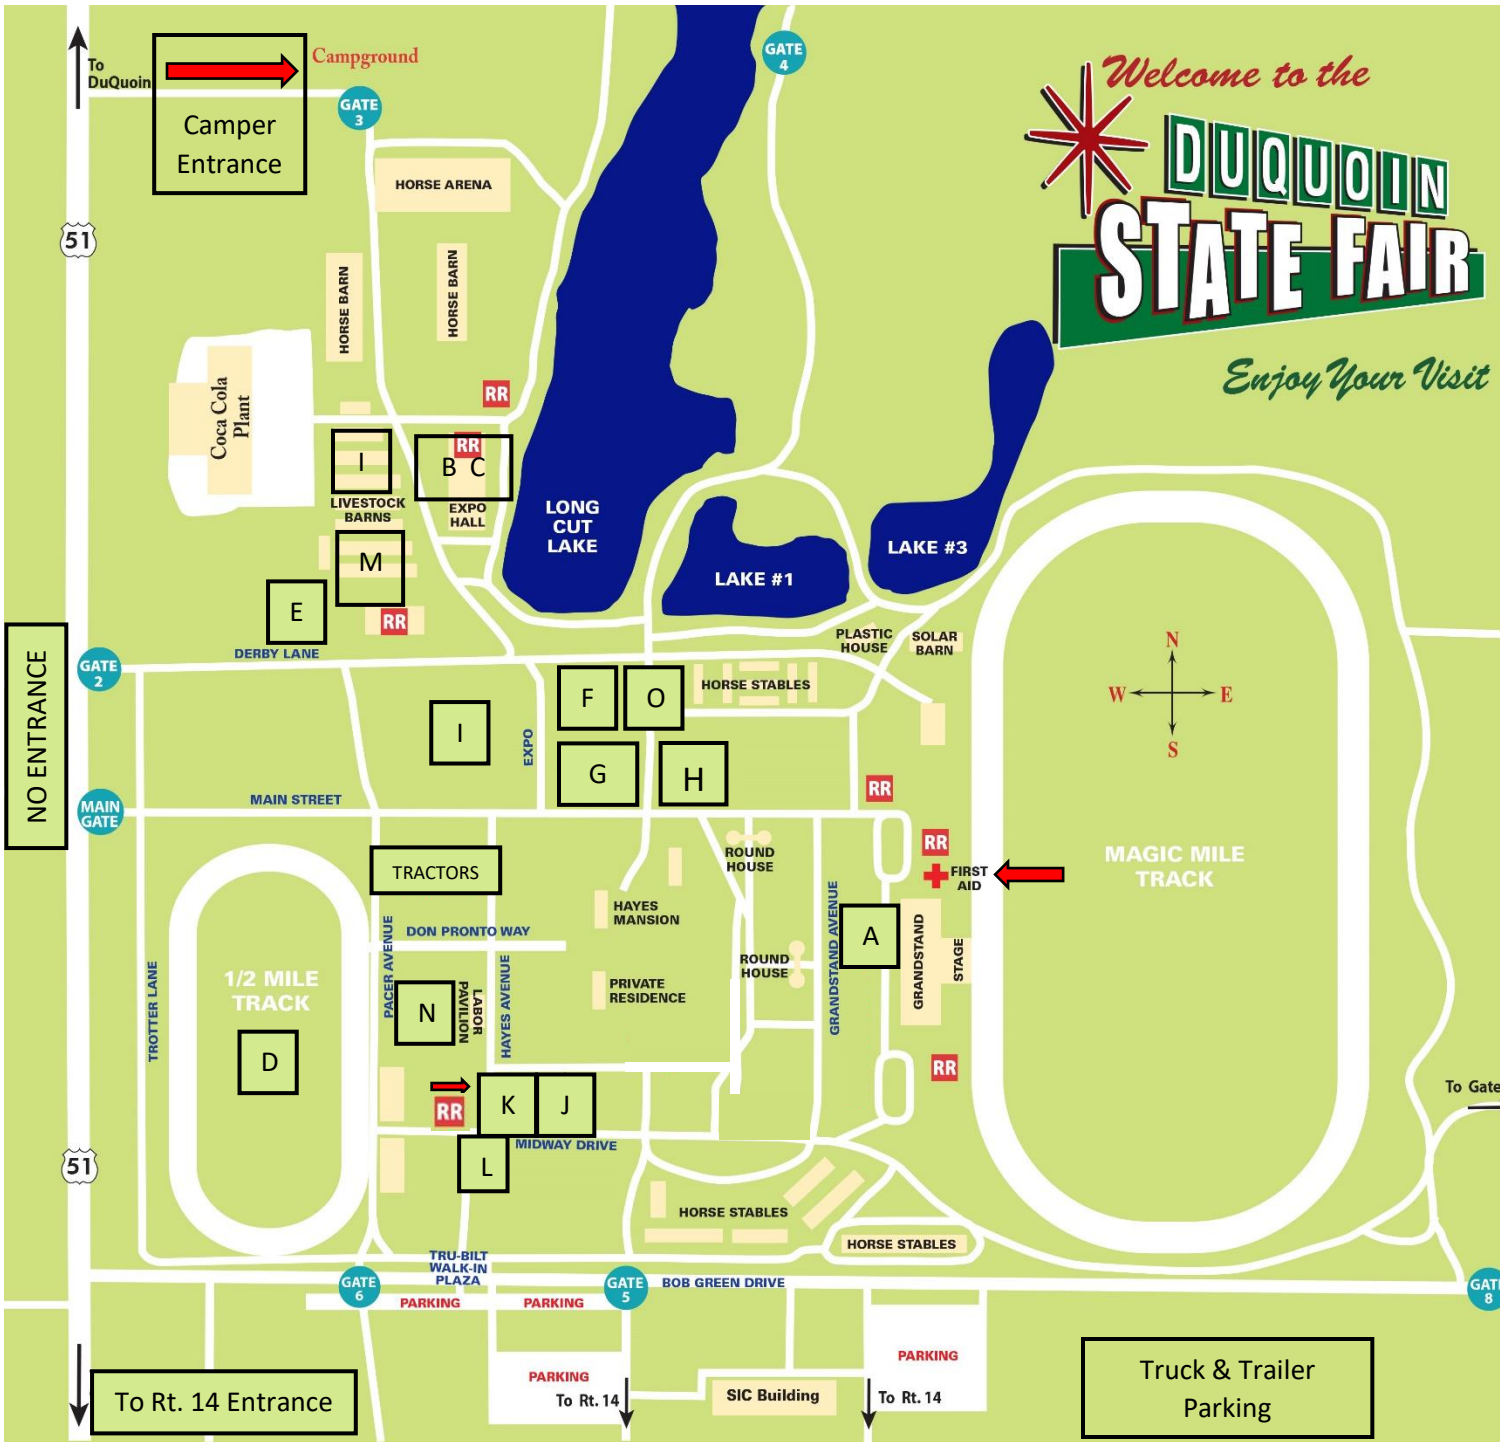 To
DuQuoin
Campground
Camper
Entrance
GATE
3
GATE
4
Welcome to the
DUQUOIN
STATE FAIR
Enjoy Your Visit
51
HORSE ARENA
HORSE BARN
HORSE BARN
Coca Cola
Plant
RR
RR
B C
I
LIVESTOCK
BARNS
EXPO
HALL
LONG
CUT
LAKE
LAKE #1
LAKE #3
M
E
RR
DERBY LANE
PLASTIC
HOUSE
SOLAR
BARN
NO ENTRANCE
GATE
2
F
O
HORSE STABLES
N
W
E
S
I
EXPO
G
H
RR
MAIN STREET
MAIN
GATE
TRACTORS
ROUND
HOUSE
RR
FIRST
AID
MAGIC MILE
TRACK
HAYES
MANSION
GRANDSTAND AVENUE
A
GRANDSTAND
STAGE
DON PRONTO WAY
PACER AVENUE
1/2 MILE
TRACK
TROTTER LANE
N
LABOR
PAVILION
HAYES AVENUE
PRIVATE
RESIDENCE
ROUND
HOUSE
D
RR
K
J
RR
MIDWAY DRIVE
L
To Gate
51
HORSE STABLES
HORSE STABLES
TRU-BILT
WALK-IN
PLAZA
GATE
6
GATE
5
BOB GREEN DRIVE
GATE
8
PARKING
PARKING
PARKING
PARKING
To Rt. 14
SIC Building
To Rt. 14
To Rt. 14 Entrance
Truck & Trailer
Parking